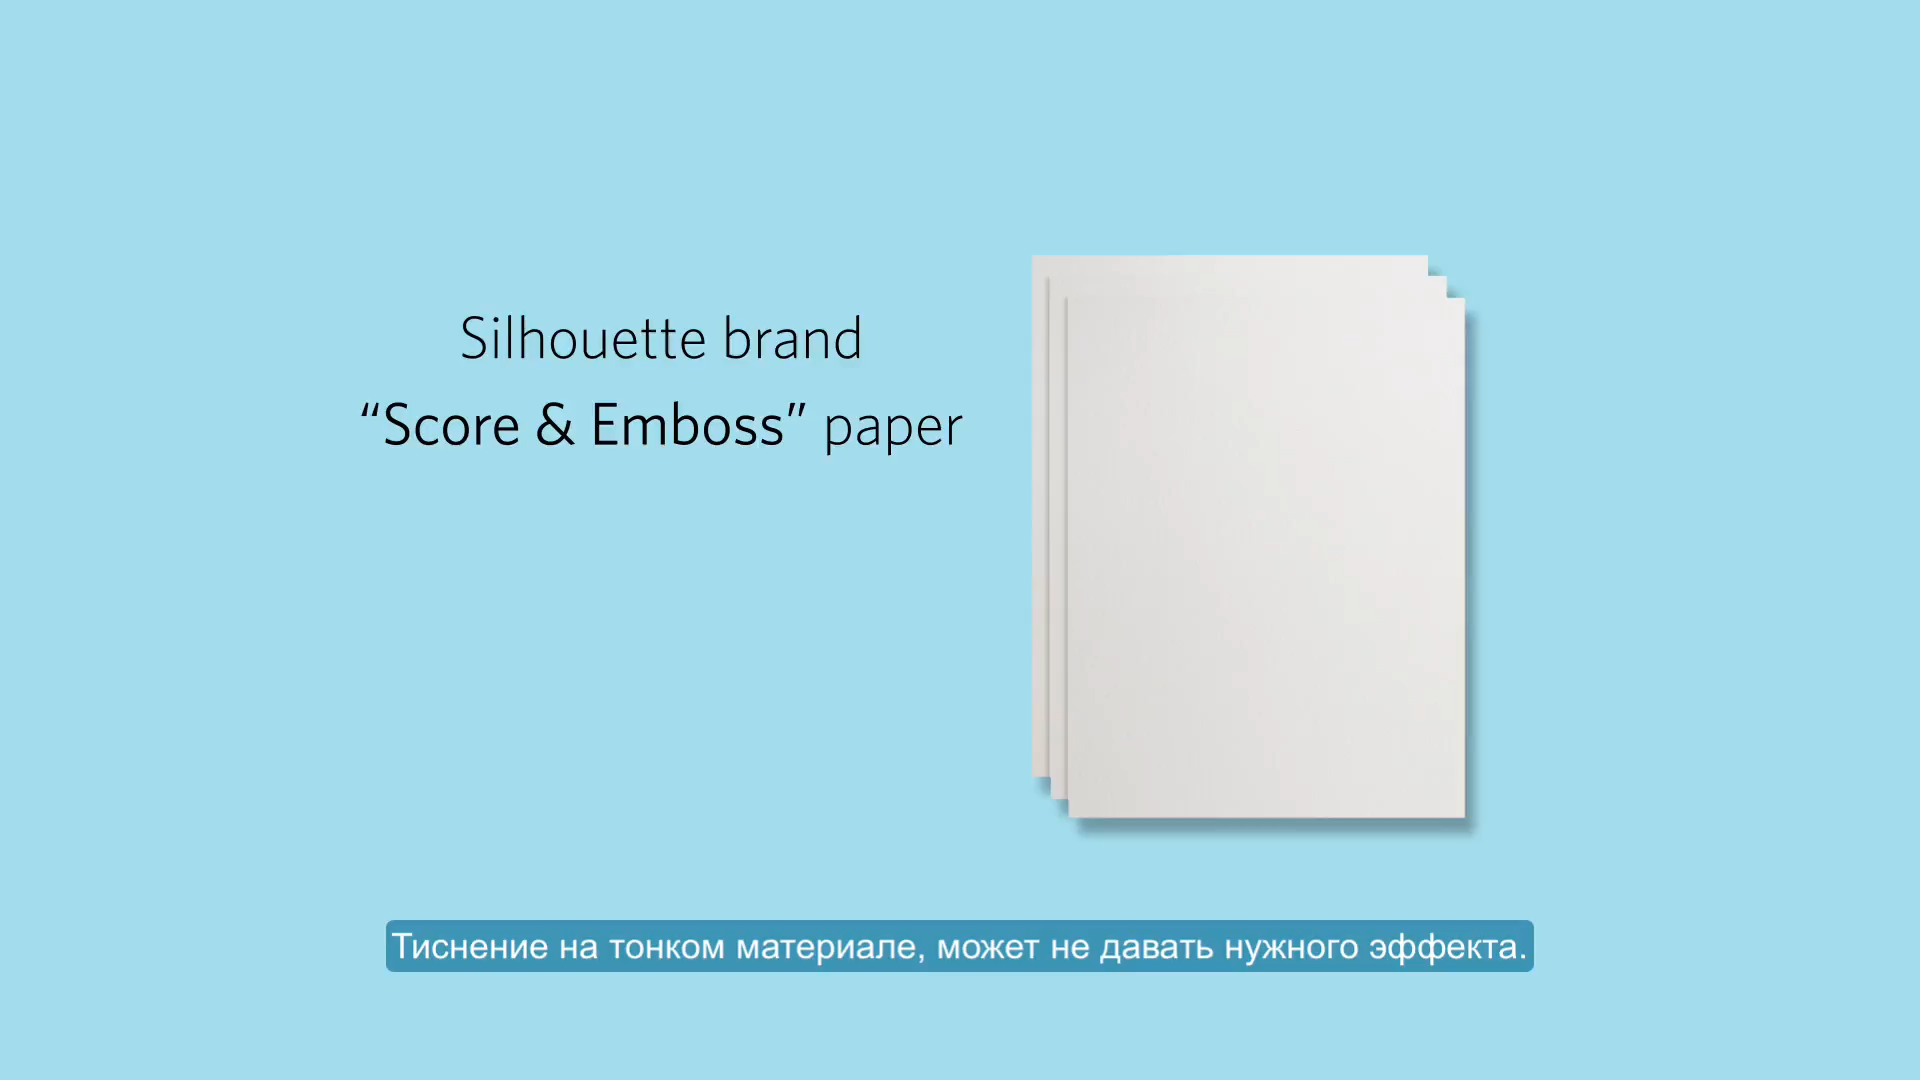 Silhouette brand
“Score & Emboss” paper
Тиснение на тонком материале, может не давать нужного эффекта.